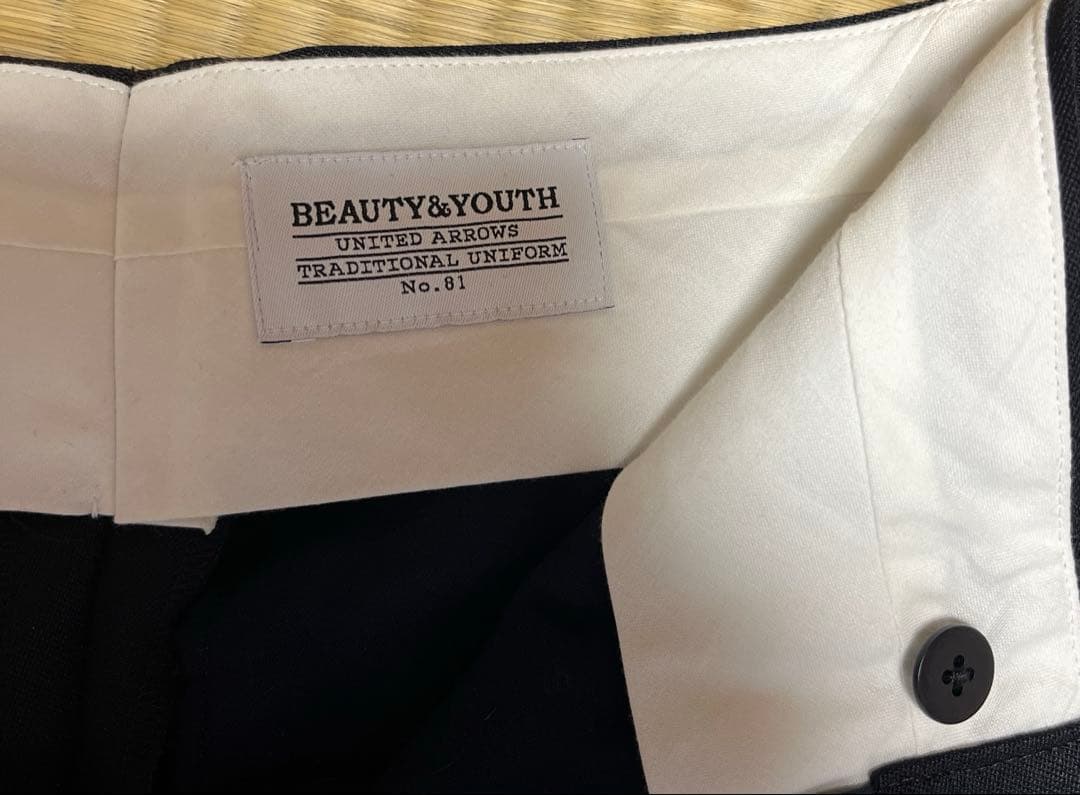 BEAUTY&YOUTH
UNITED ARROWS
TRADITIONAL UNIFORM
No.81